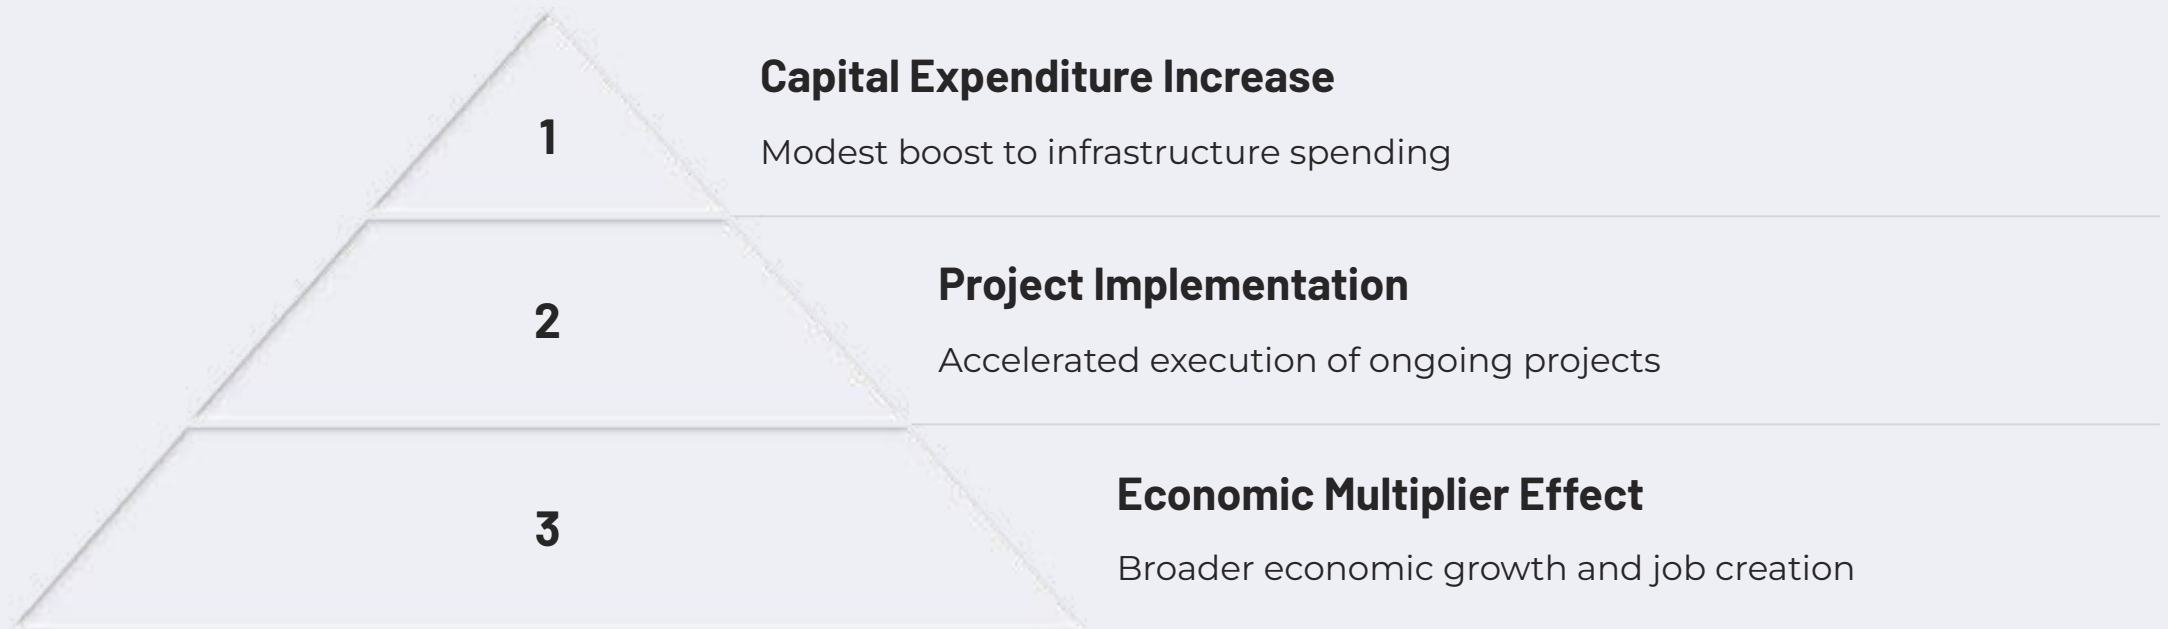 1
Capital Expenditure Increase
Modest boost to infrastructure spending
2
Project Implementation
Accelerated execution of ongoing projects
3
Economic Multiplier Effect
Broader economic growth and job creation